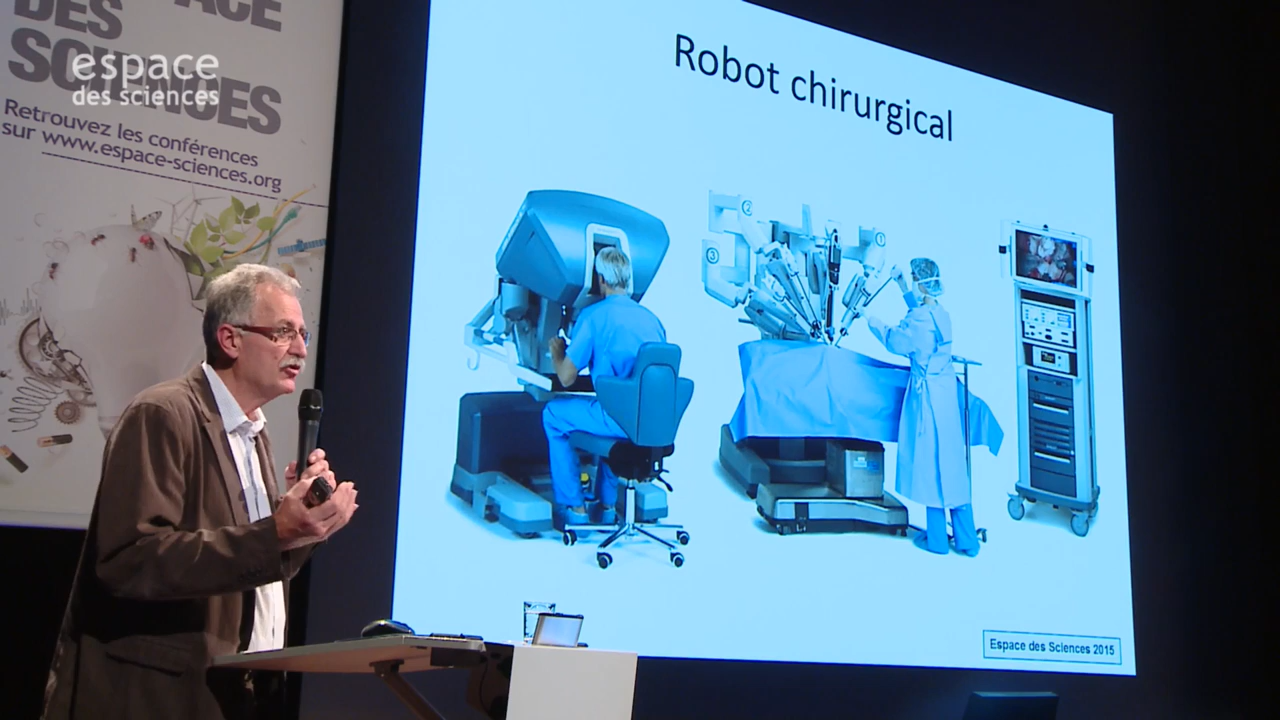 DES
SCIENCES
espace
des sciences
Retrouvez les conférences
sur www.espace-sciences.org
Robot chirurgical
2
1
3
Espace des Sciences 2015